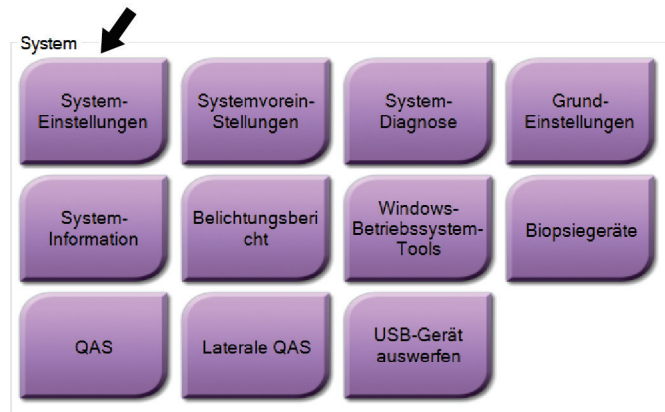 System
System-
Einstellungen
Systemvorein-
Stellungen
System-
Diagnose
Grund-
Einstellungen
System-
Information
Belichtungsberi
cht
Windows-
Betriebssystem-
Tools
Biopsiegeräte
QAS
Laterale QAS
USB-Gerät
auswerfen